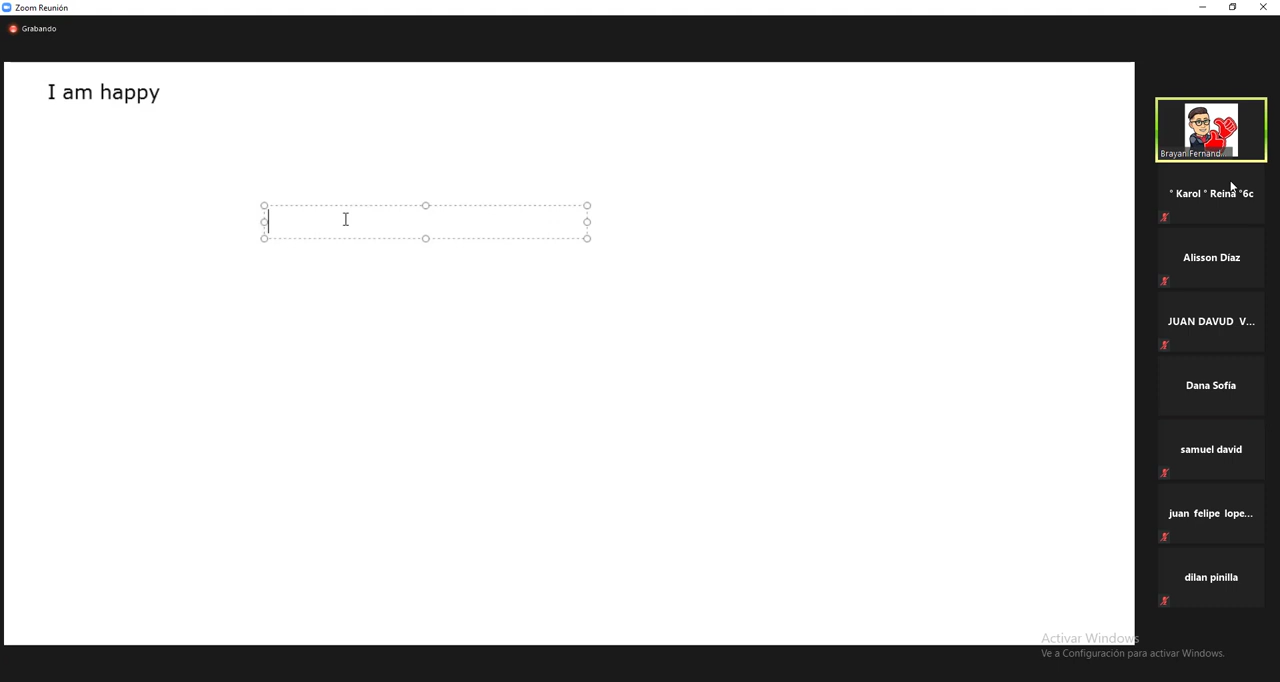 Zoom Reunión
Grabando
I am happy
BrayanFernand...
° Karol ° Reina °6c
Alisson Díaz
JUAN DAVUD V...
Dana Sofía
samuel david
juan felipe lope...
dilan pinilla
Activar Windows
Ve a Configuración para activar Windows.